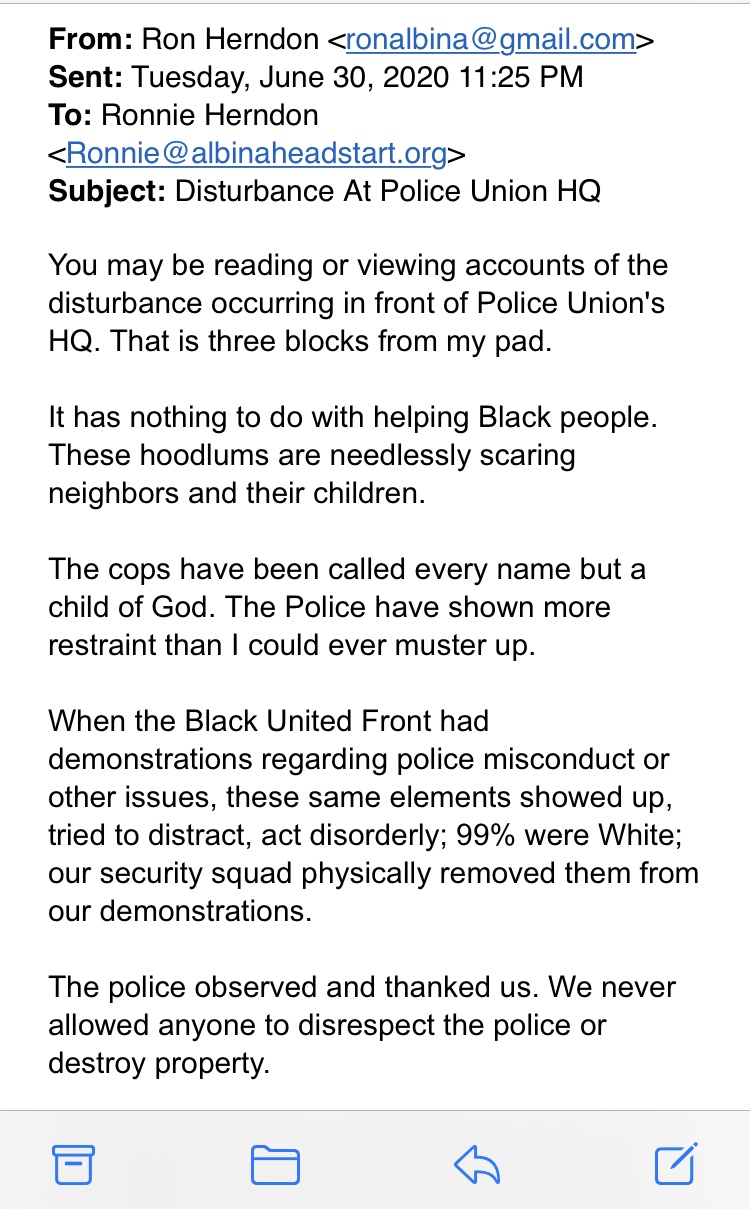 From: Ron Herndon <ronalbina@gmail.com>
Sent: Tuesday, June 30, 2020 11:25 PM
To: Ronnie Herndon
<Ronnie@albinaheadstart.org>
Subject: Disturbance At Police Union HQ
You may be reading or viewing accounts of the
disturbance occurring in front of Police Union's
HQ. That is three blocks from my pad.
It has nothing to do with helping Black people.
These hoodlums are needlessly scaring
neighbors and their children.
The cops have been called every name but a
child of God. The Police have shown more
restraint than I could ever muster up.
When the Black United Front had
demonstrations regarding police misconduct or
other issues, these same elements showed up,
tried to distract, act disorderly; 99% were White;
our security squad physically removed them from
our demonstrations.
The police observed and thanked us. We never
allowed anyone to disrespect the police or
destroy property.